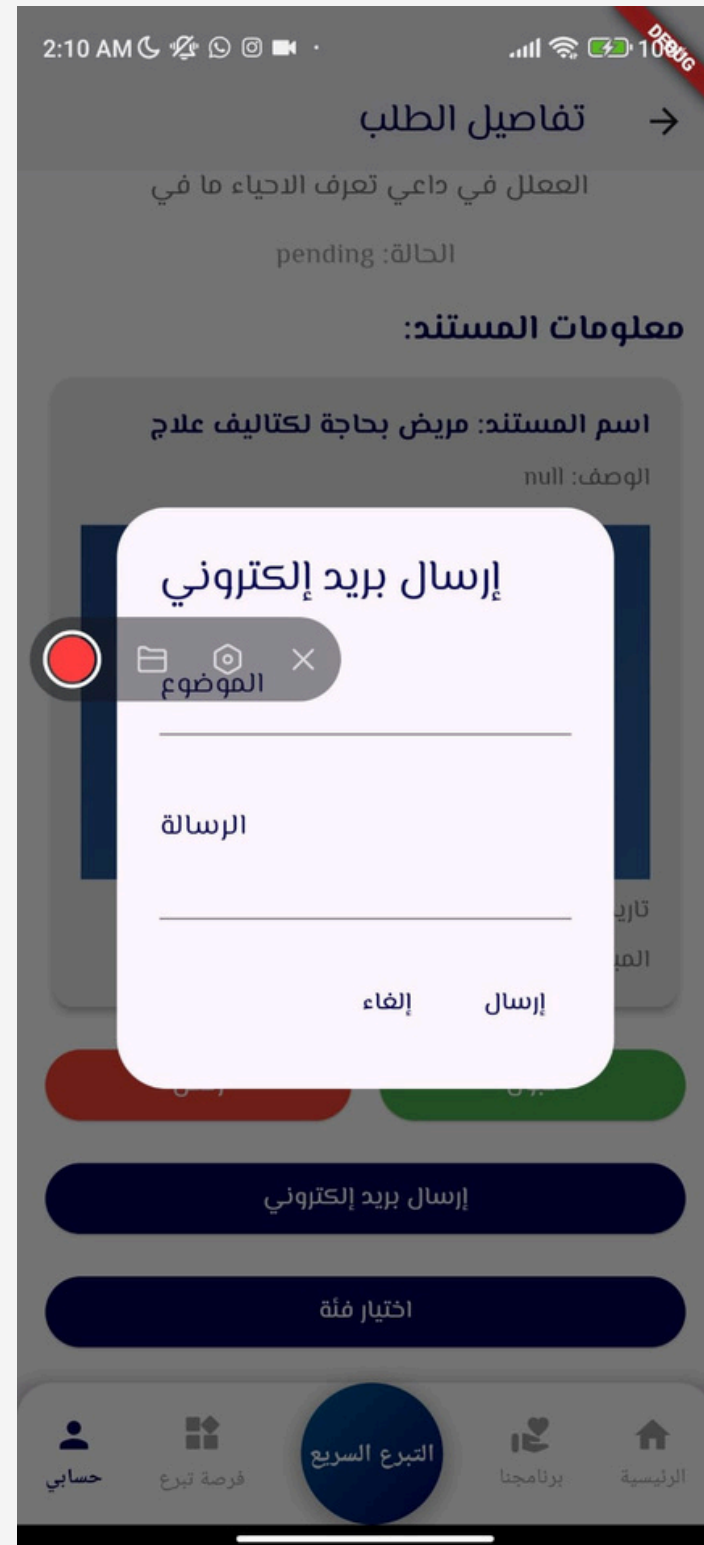 2:10 AM
DEBUG
تفاصيل الطلب
العملل في داعي تعرف الاحياء ما في
الحالة: pending
معلومات المستند:
اسم المستند: مريض بحاجة لكتاليف علاج
الوصف: null
إرسال بريد إلكتروني
الموضوع
الرسالة
إرسال
إلغاء
إرسال بريد إلكتروني
اختيار فئة
الرئيسية
برنامجنا
التبرع السريع
فرصة تبرع
حسابي